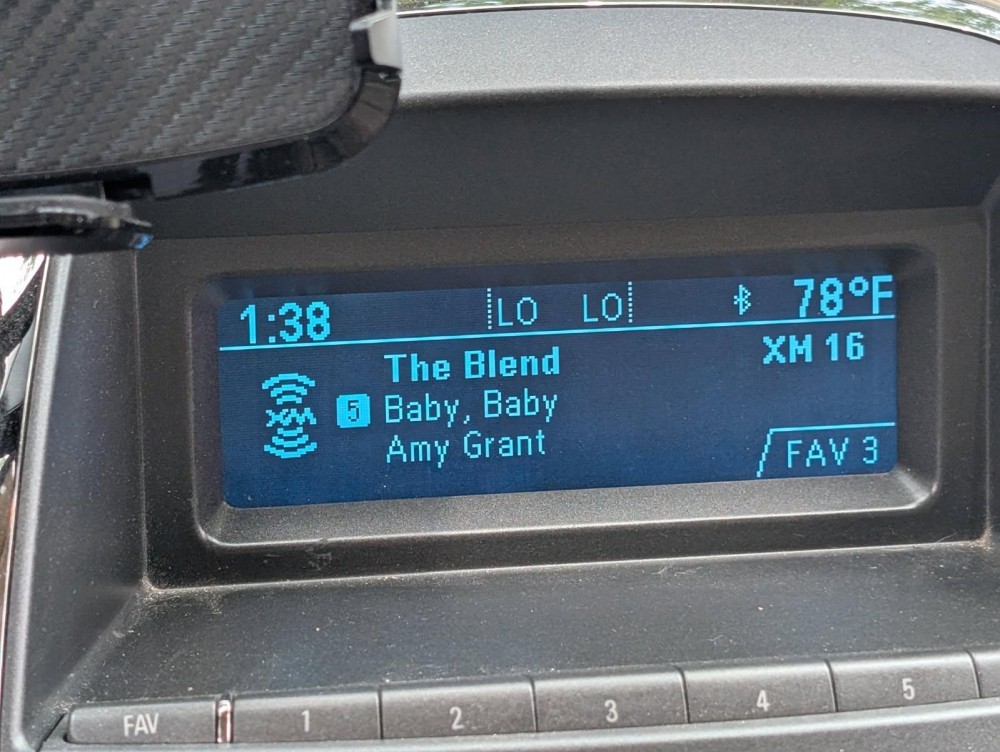 1:38 LO LO 78°F
The Blend XM 16
XM
5 Baby, Baby
Amy Grant
FAV 3
FAV 1 2 3 4 5